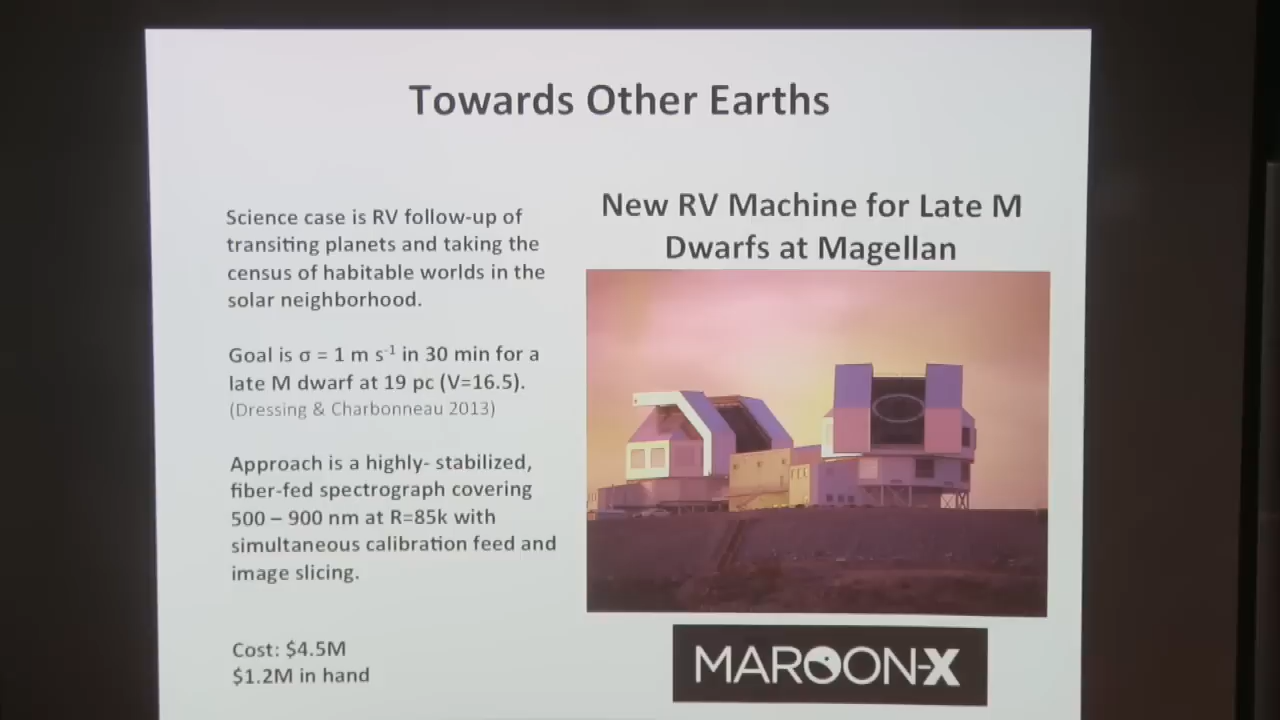 Towards Other Earths
Science case is RV follow-up of
transiting planets and taking the
census of habitable worlds in the
solar neighborhood.
Goal is σ = 1 m s⁻¹ in 30 min for a
late M dwarf at 19 pc (V=16.5).
(Dressing & Charbonneau 2013)
Approach is a highly- stabilized,
fiber-fed spectrograph covering
500 – 900 nm at R=85k with
simultaneous calibration feed and
image slicing.
Cost: $4.5M
$1.2M in hand
New RV Machine for Late M
Dwarfs at Magellan
MAROON-X